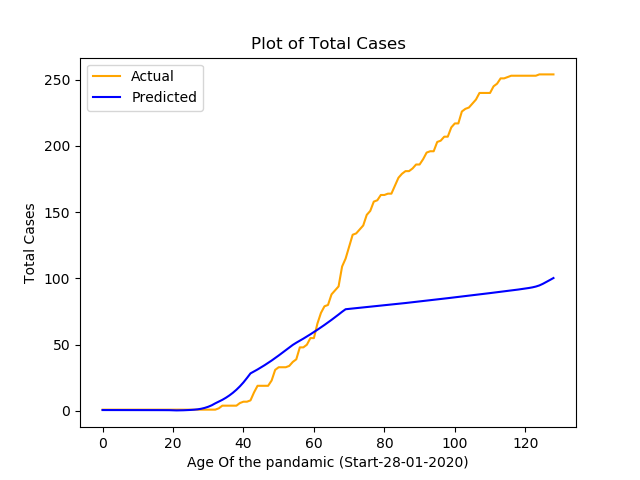 Plot of Total Cases
Actual
Predicted
Total Cases
250
200
150
100
50
0
0 20 40 60 80 100 120
Age Of the pandamic (Start-28-01-2020)